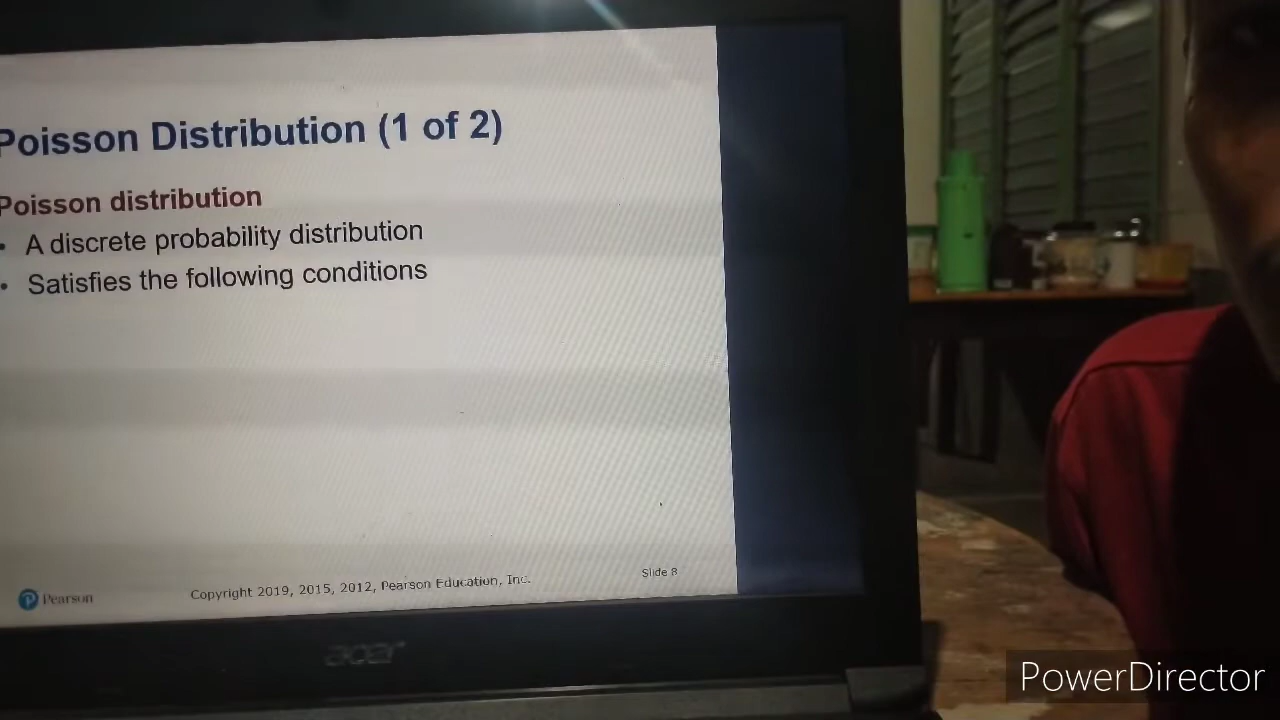 Poisson Distribution (1 of 2)
Poisson distribution
• A discrete probability distribution
• Satisfies the following conditions
Pearson
Copyright 2019, 2015, 2012, Pearson Education, Inc.
Slide 8
acer
PowerDirector